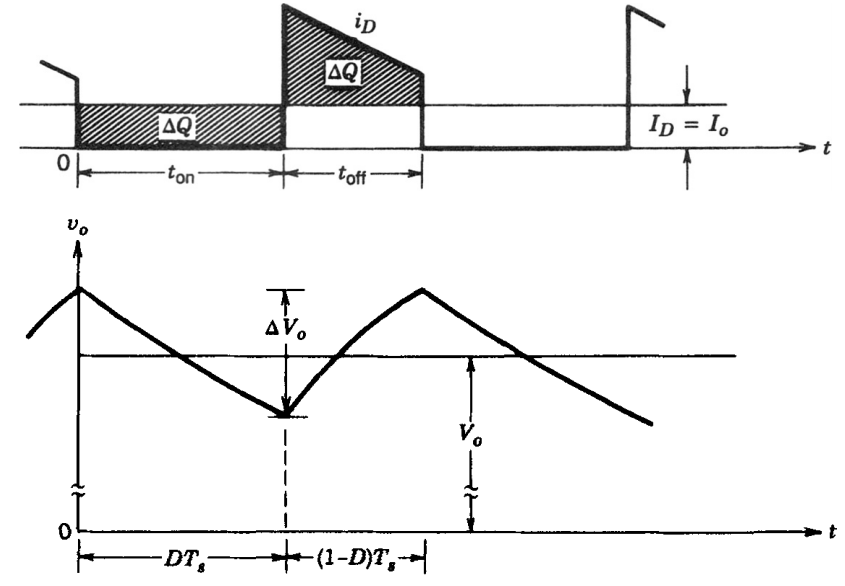 i_D
ΔQ
ΔQ
I_D = I_o
0
t
t_on
t_off
v_o
ΔV_o
V_o
0
t
DT_s
(1-D)T_s